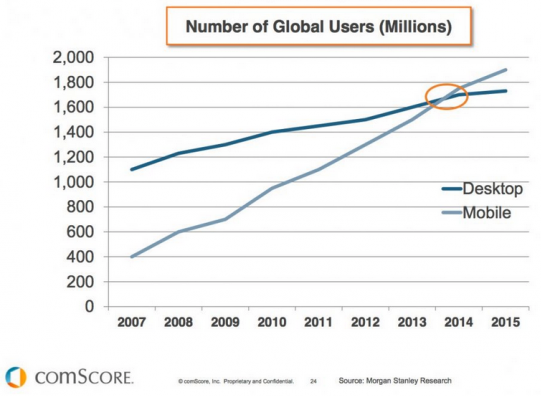 Number of Global Users (Millions)
2,000
1,800
1,600
1,400
1,200
1,000
800
600
400
200
0
Desktop
Mobile
2007 2008 2009 2010 2011 2012 2013 2014 2015
comSCORE.
© comScore, Inc. Proprietary and Confidential. 24 Source: Morgan Stanley Research